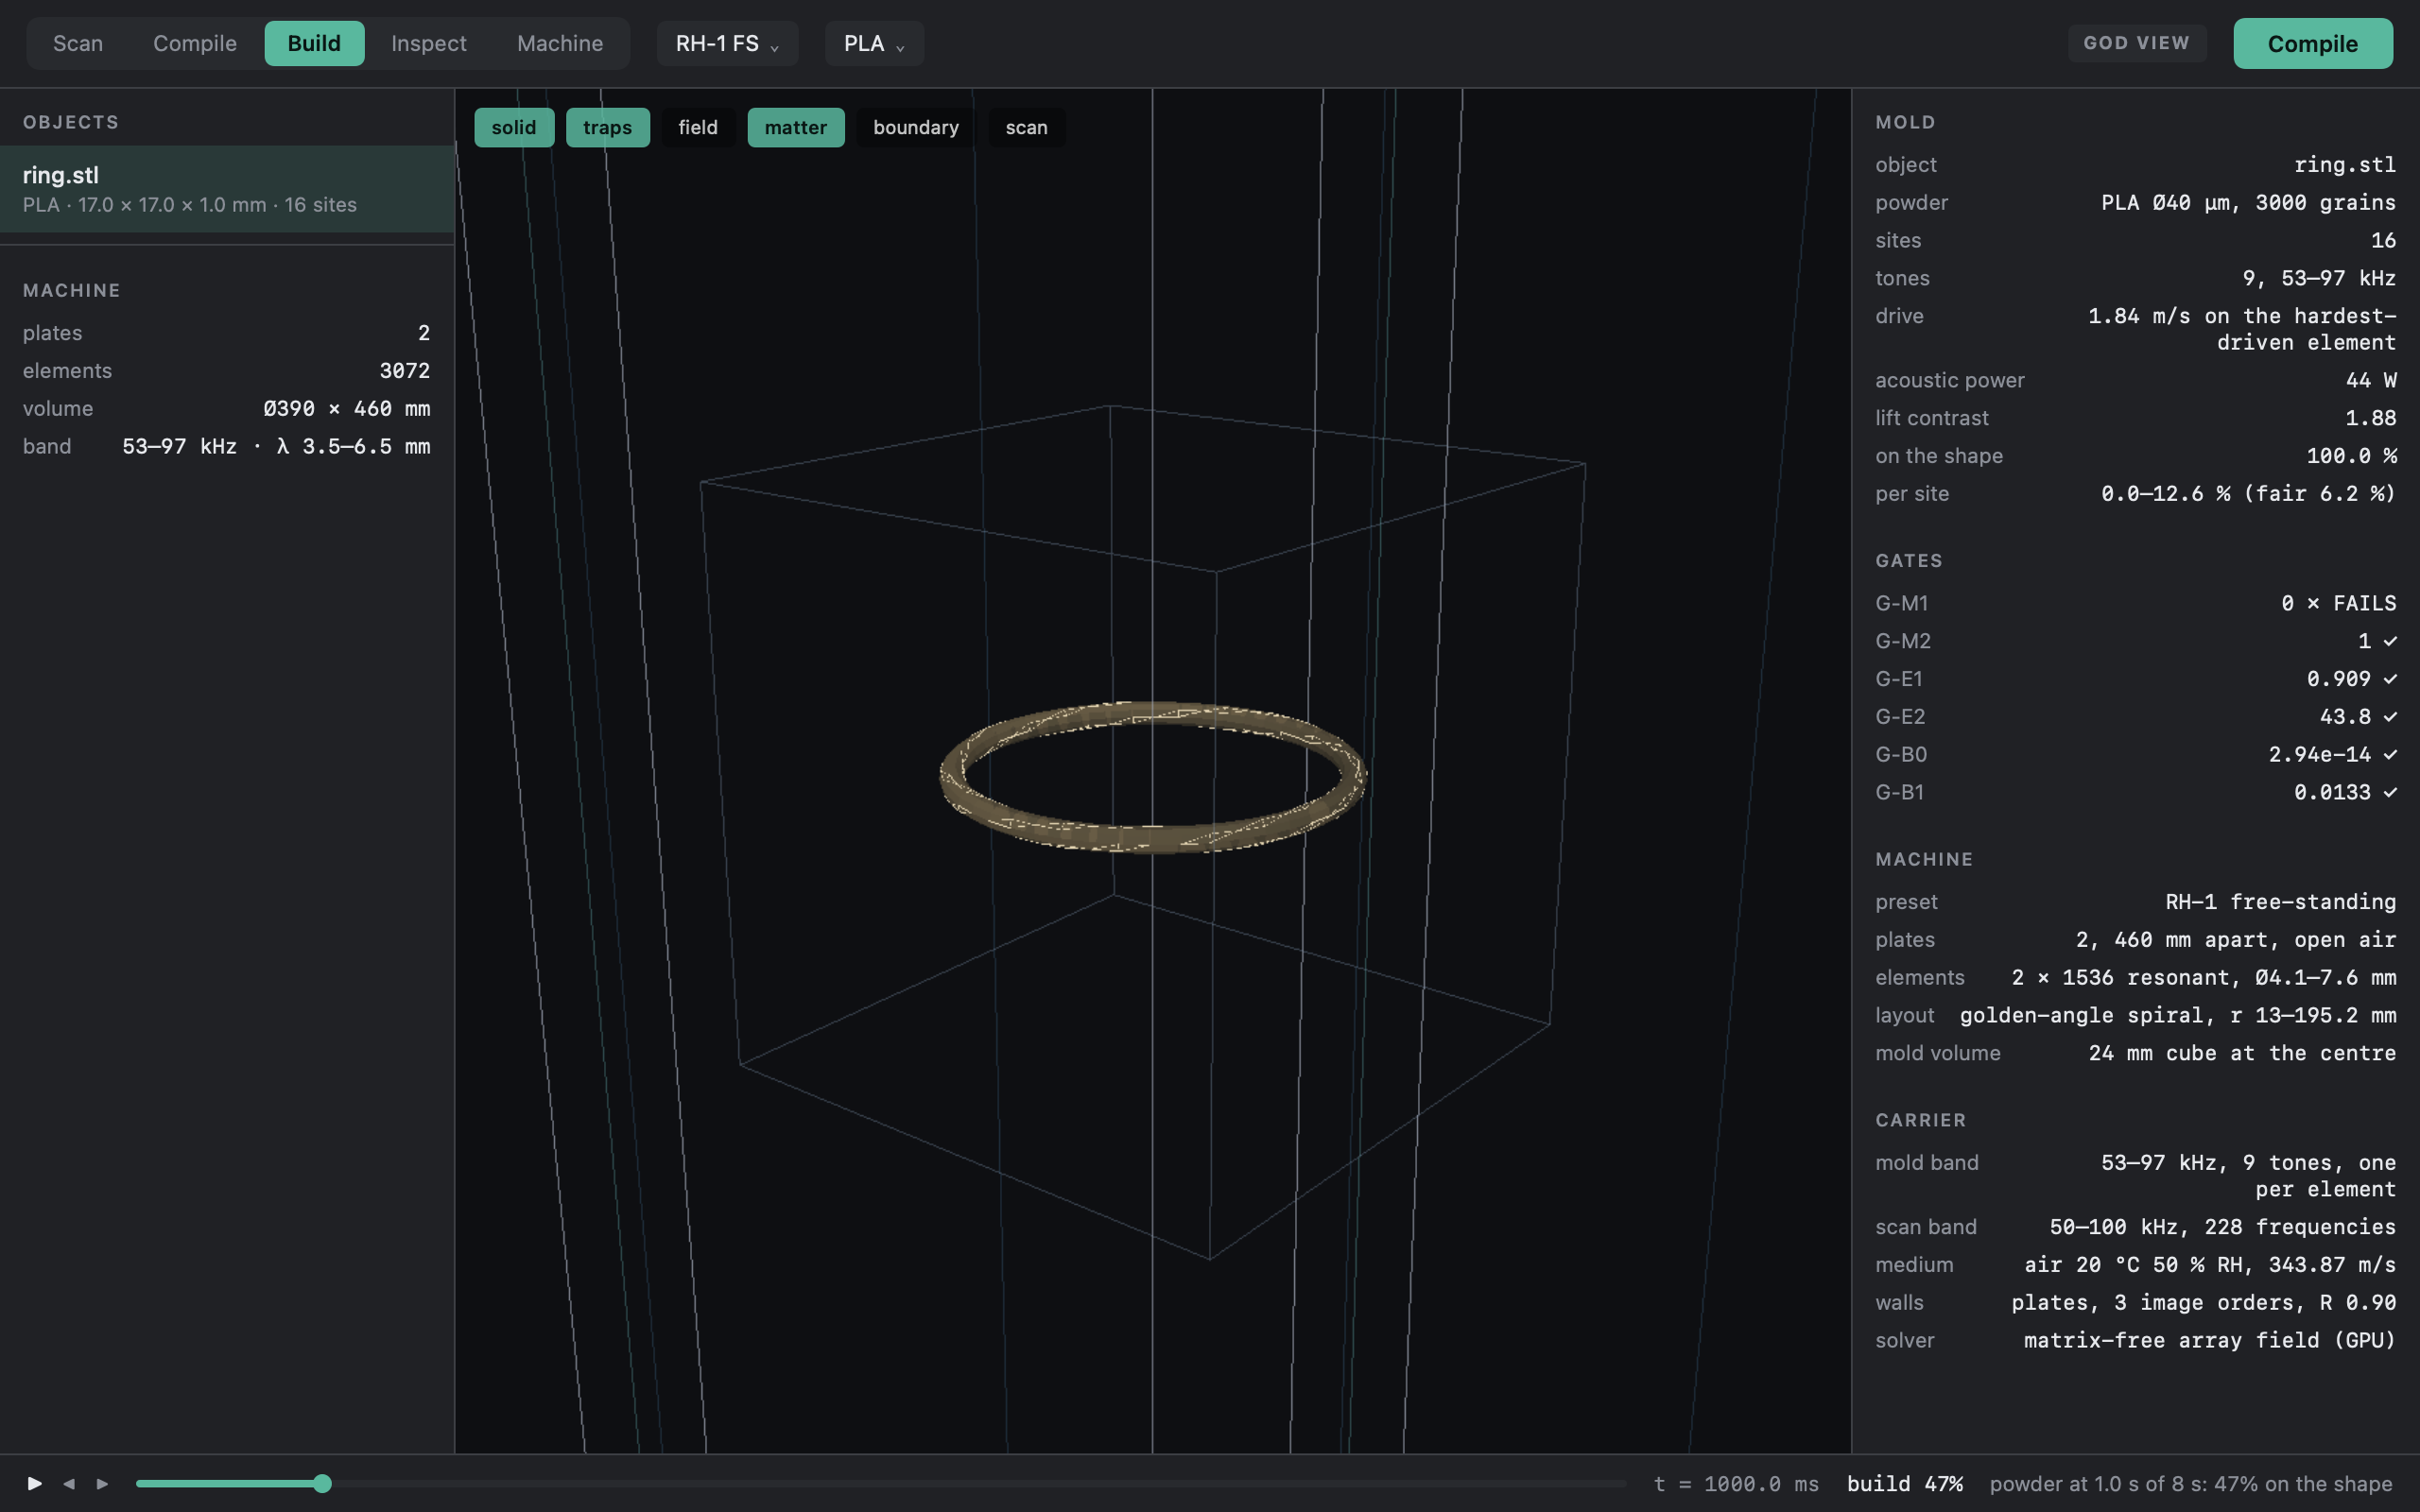 Scan Compile Build Inspect Machine RH-1 FS PLA GOD VIEW Compile
OBJECTS
ring.stl
PLA · 17.0 × 17.0 × 1.0 mm · 16 sites
MACHINE
plates 2
elements 3072
volume Ø390 × 460 mm
band 53–97 kHz · λ 3.5–6.5 mm
solid traps field matter boundary scan
MOLD
object ring.stl
powder PLA Ø40 µm, 3000 grains
sites 16
tones 9, 53–97 kHz
drive 1.84 m/s on the hardest-
driven element
acoustic power 44 W
lift contrast 1.88
on the shape 100.0 %
per site 0.0–12.6 % (fair 6.2 %)
GATES
G-M1 0 × FAILS
G-M2 1 ✓
G-E1 0.909 ✓
G-E2 43.8 ✓
G-B0 2.94e-14 ✓
G-B1 0.0133 ✓
MACHINE
preset RH-1 free-standing
plates 2, 460 mm apart, open air
elements 2 × 1536 resonant, Ø4.1–7.6 mm
layout golden-angle spiral, r 13–195.2 mm
mold volume 24 mm cube at the centre
CARRIER
mold band 53–97 kHz, 9 tones, one
per element
scan band 50–100 kHz, 228 frequencies
medium air 20 °C 50 % RH, 343.87 m/s
walls plates, 3 image orders, R 0.90
solver matrix-free array field (GPU)
t = 1000.0 ms build 47% powder at 1.0 s of 8 s: 47% on the shape